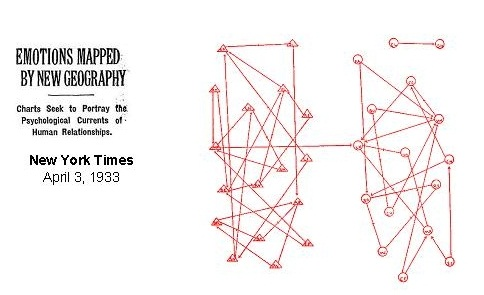 EMOTIONS MAPPED
BY NEW GEOGRAPHY
Charts Seek to Portray the
Psychological Currents of
Human Relationships.
New York Times
April 3, 1933